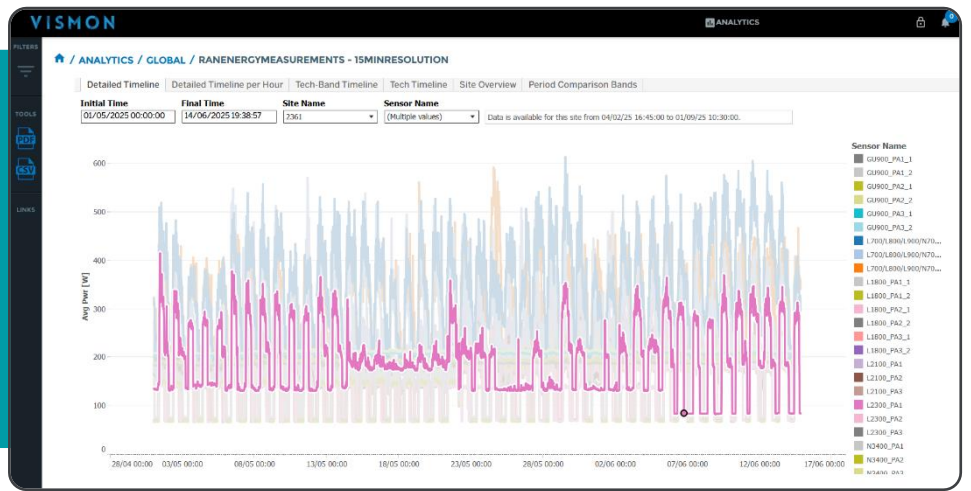 VISMON
ANALYTICS
0
FILTERS
/ ANALYTICS / GLOBAL / RANENERGYMEASUREMENTS - 15MINRESOLUTION
Detailed Timeline Detailed Timeline per Hour Tech-Band Timeline Tech Timeline Site Overview Period Comparison Bands
Initial Time Final Time Site Name Sensor Name
01/05/2025 00:00:00 14/06/2025 19:38:57 2361 (Multiple values) Data is available for this site from 04/02/25 16:45:00 to 01/09/25 10:30:00.
TOOLS
PDF
CSV
LINKS
Avg Pwr [W]
600
500
400
300
200
100
0
28/04 00:00 03/05 00:00 08/05 00:00 13/05 00:00 18/05 00:00 23/05 00:00 28/05 00:00 02/06 00:00 07/06 00:00 12/06 00:00 17/06 00:00
Sensor Name
GU900_PA1_1
GU900_PA1_2
GU900_PA2_1
GU900_PA2_2
GU900_PA3_1
GU900_PA3_2
L700/L800/L900/N70...
L700/L800/L900/N70...
L700/L800/L900/N70...
L1800_PA1_1
L1800_PA1_2
L1800_PA2_1
L1800_PA2_2
L1800_PA3_1
L1800_PA3_2
L2100_PA1
L2100_PA2
L2100_PA3
L2300_PA1
L2300_PA2
L2300_PA3
N3400_PA1
N3400_PA2
N3400_PA3